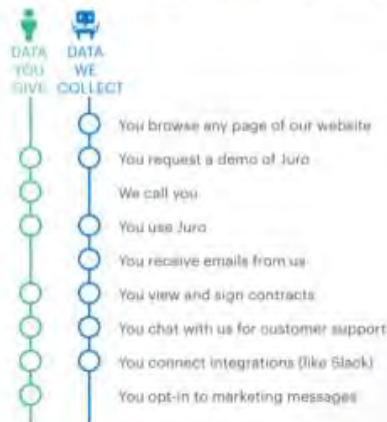 DATA YOU GIVE
DATA WE COLLECT
You browse any page of our website
You request a demo of Juro
We call you
You use Juro
You receive emails from us
You view and sign contracts
You chat with us for customer support
You connect integrations (like Slack)
You opt-in to marketing messages